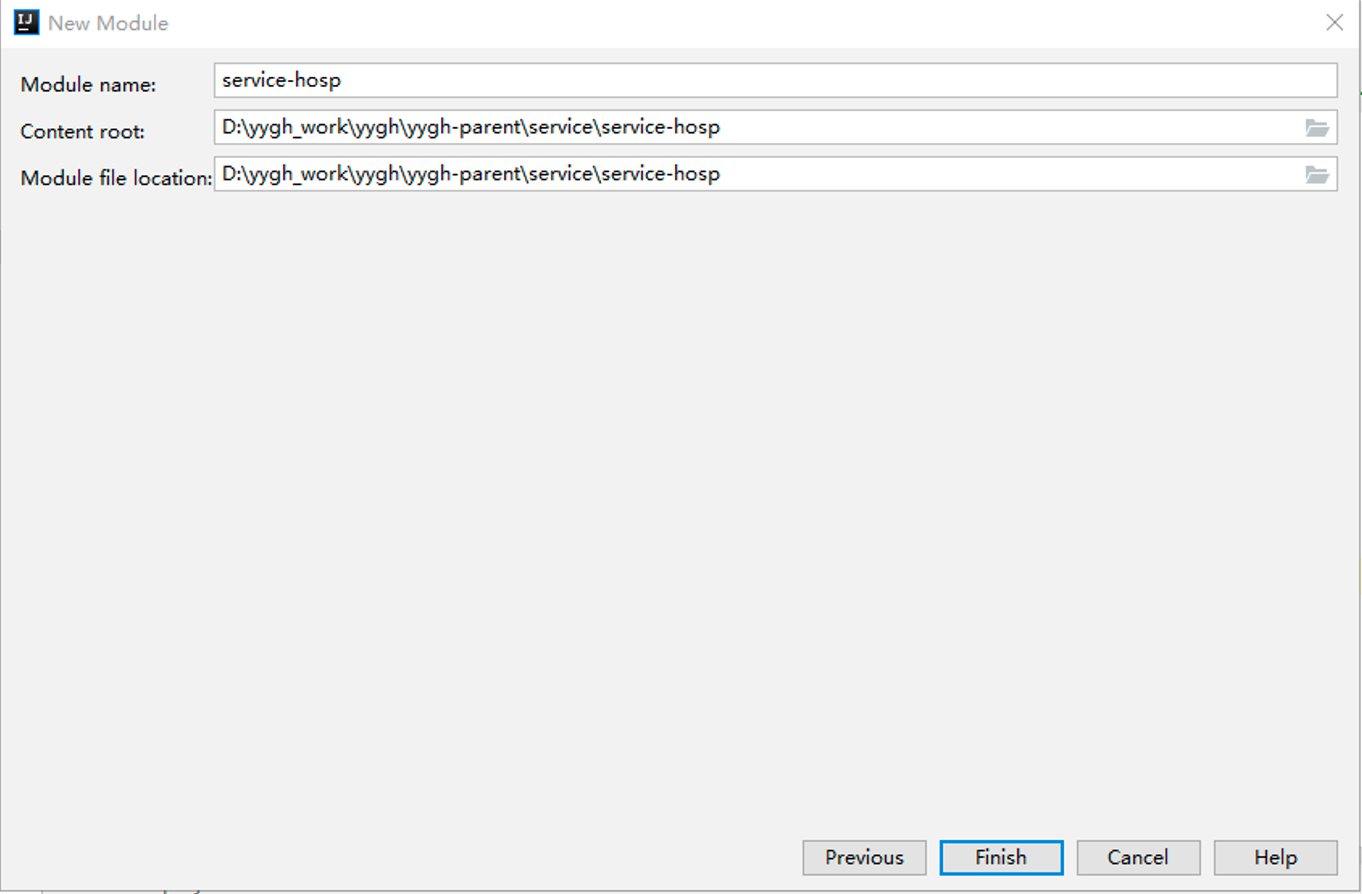 IJ New Module
Module name: service-hosp
Content root: D:\yygh_work\yygh\yygh-parent\service\service-hosp
Module file location: D:\yygh_work\yygh\yygh-parent\service\service-hosp
Previous Finish Cancel Help